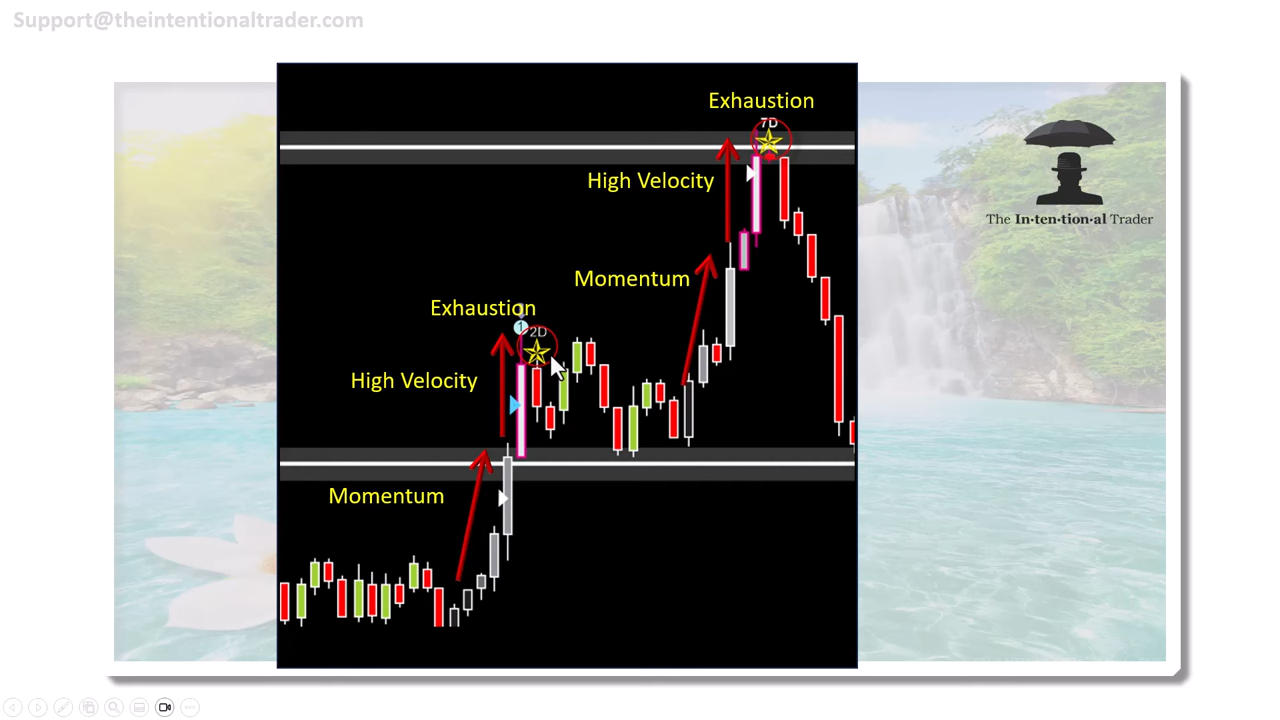 Support@theintentionaltrader.com
Exhaustion
7D
High Velocity
The In·ten·tion·al Trader
Momentum
Exhaustion
1
2D
High Velocity
Momentum